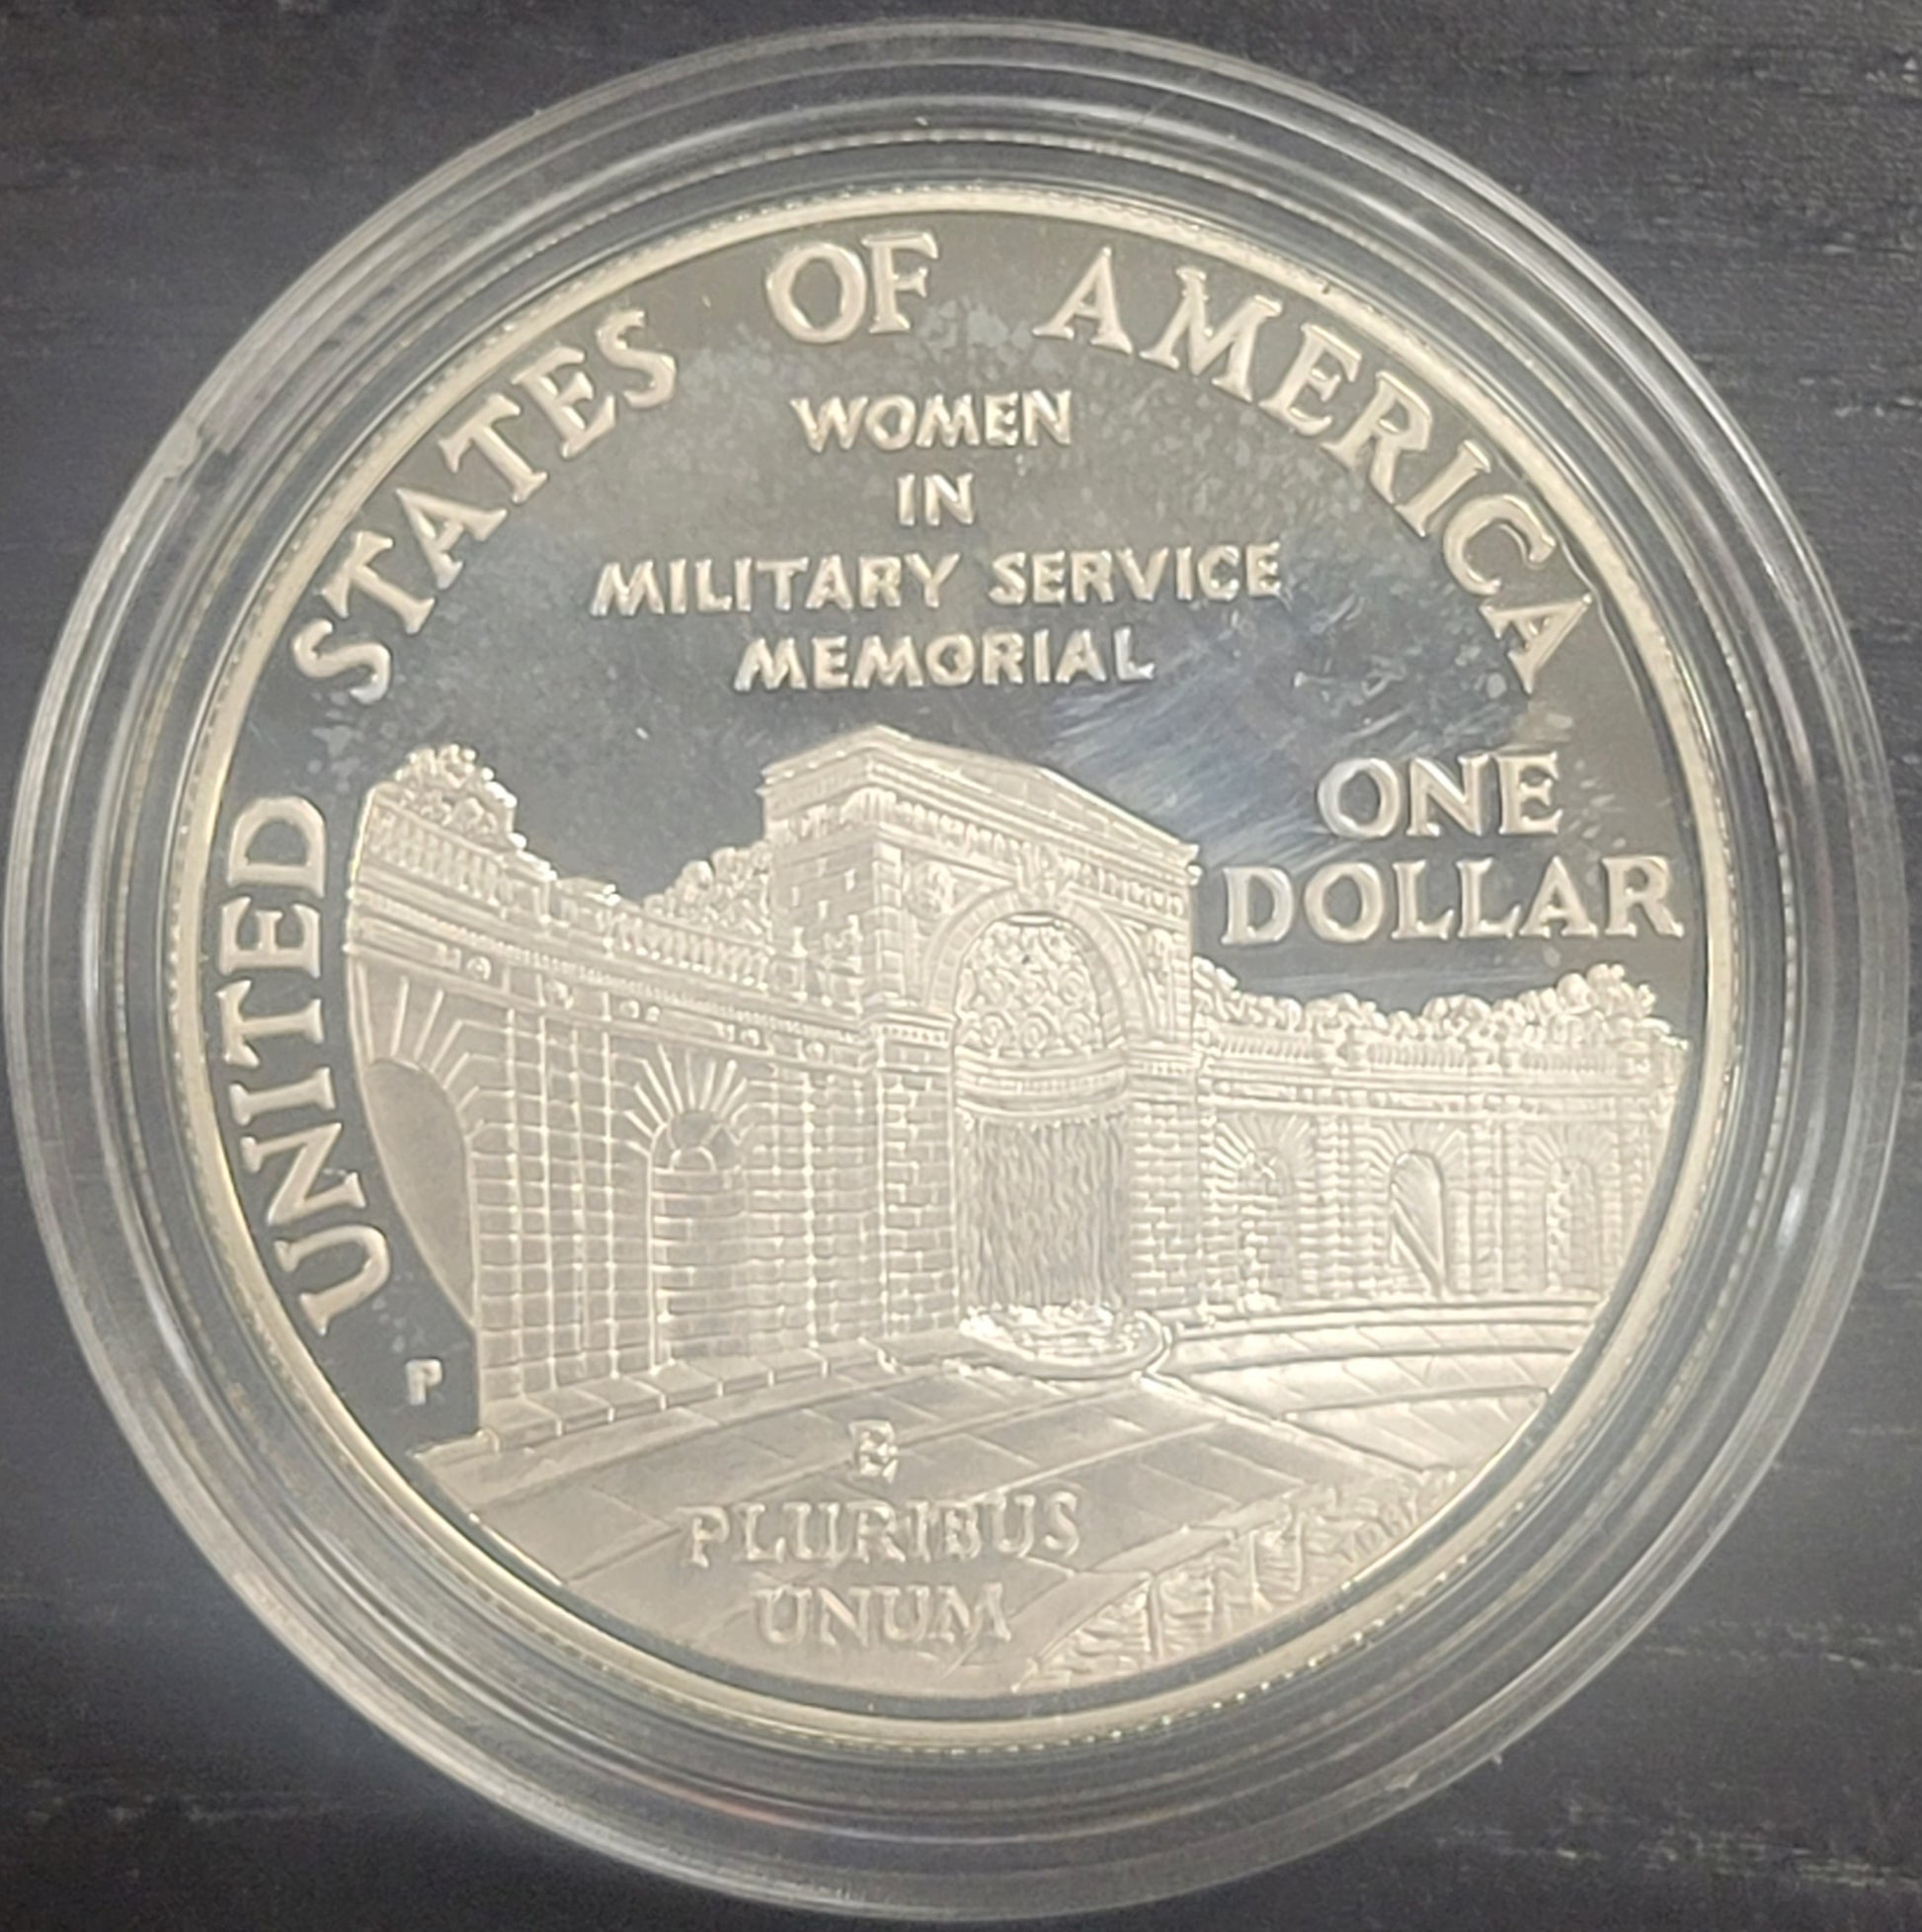 UNITED STATES OF AMERICA
WOMEN
IN
MILITARY SERVICE
MEMORIAL
ONE
DOLLAR
P
E
PLURIBUS
UNUM